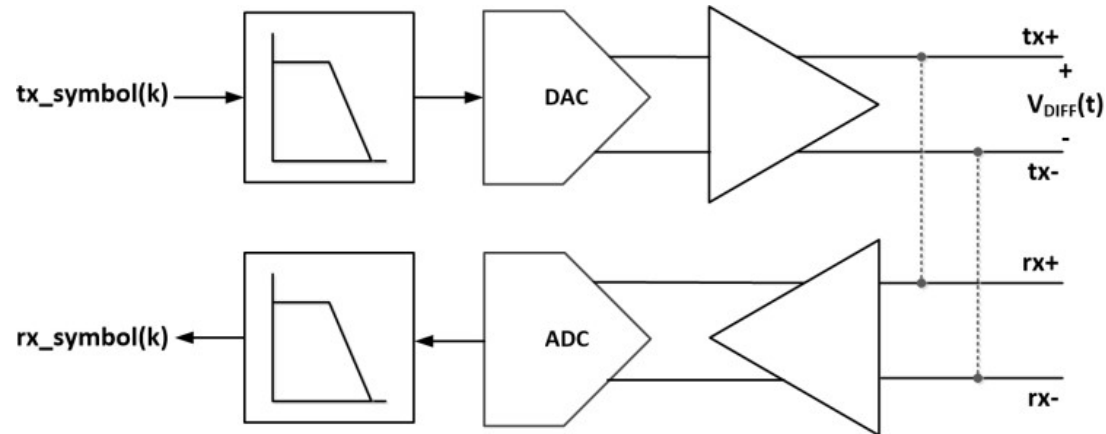 tx_symbol(k)
DAC
tx+
+
V_DIFF(t)
-
tx-
rx_symbol(k)
ADC
rx+
rx-